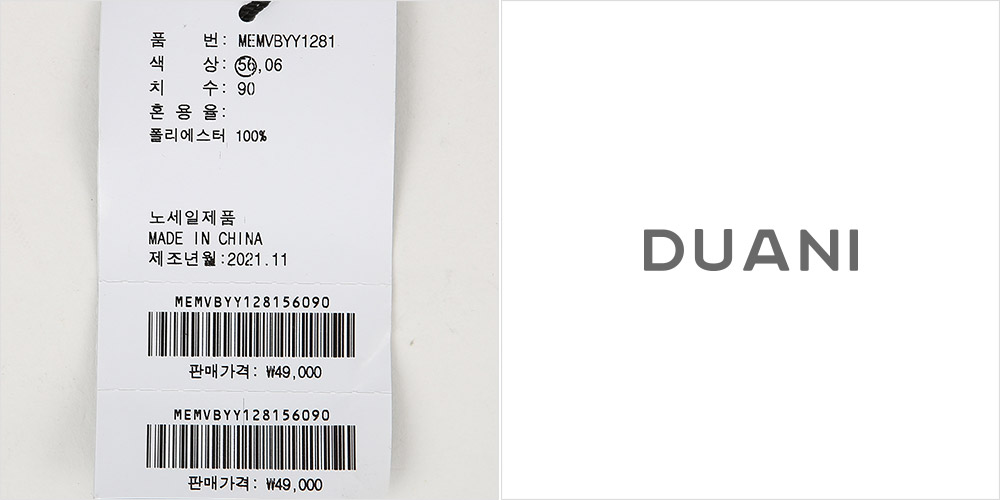 품 번: MEMVBYY1281
색 상: 56,06
치 수: 90
혼 용 율:
폴리에스터 100%
노세일제품
MADE IN CHINA
제조년월:2021.11
MEMVBYY128156090
판매가격: ₩49,000
MEMVBYY128156090
판매가격: ₩49,000
DUANI